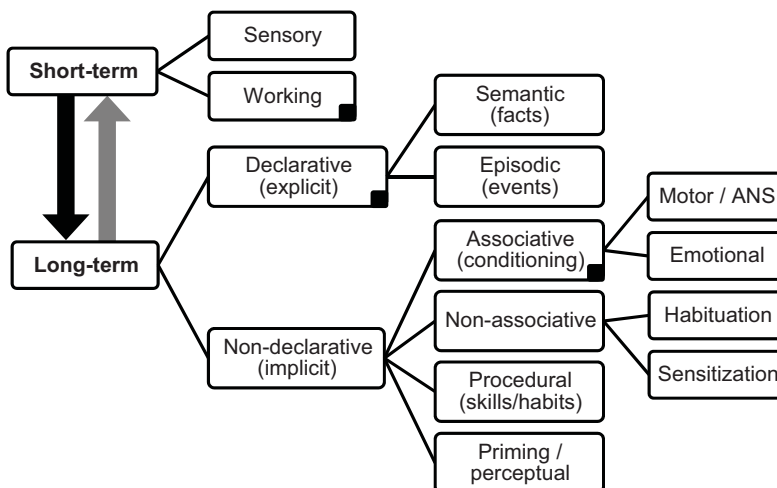 Sensory
Short-term
Working
Semantic
(facts)
Declarative
(explicit)
Episodic
(events)
Motor / ANS
Long-term
Associative
(conditioning)
Emotional
Non-associative
Habituation
Non-declarative
(implicit)
Sensitization
Procedural
(skills/habits)
Priming /
perceptual